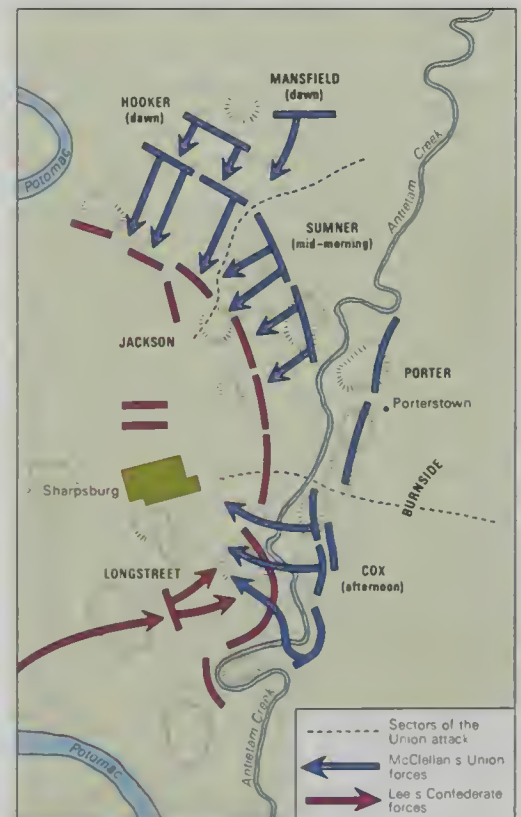 MANSFIELD
(dawn)
HOOKER
(dawn)
Potomac
Antietam Creek
SUMNER
(mid-morning)
JACKSON
PORTER
Porterstown
Sharpsburg
BURNSIDE
LONGSTREET
COX
(afternoon)
Antietam Creek
Potomac
Sectors of the
Union attack
McClellan s Union
forces
Lee s Confederate
forces